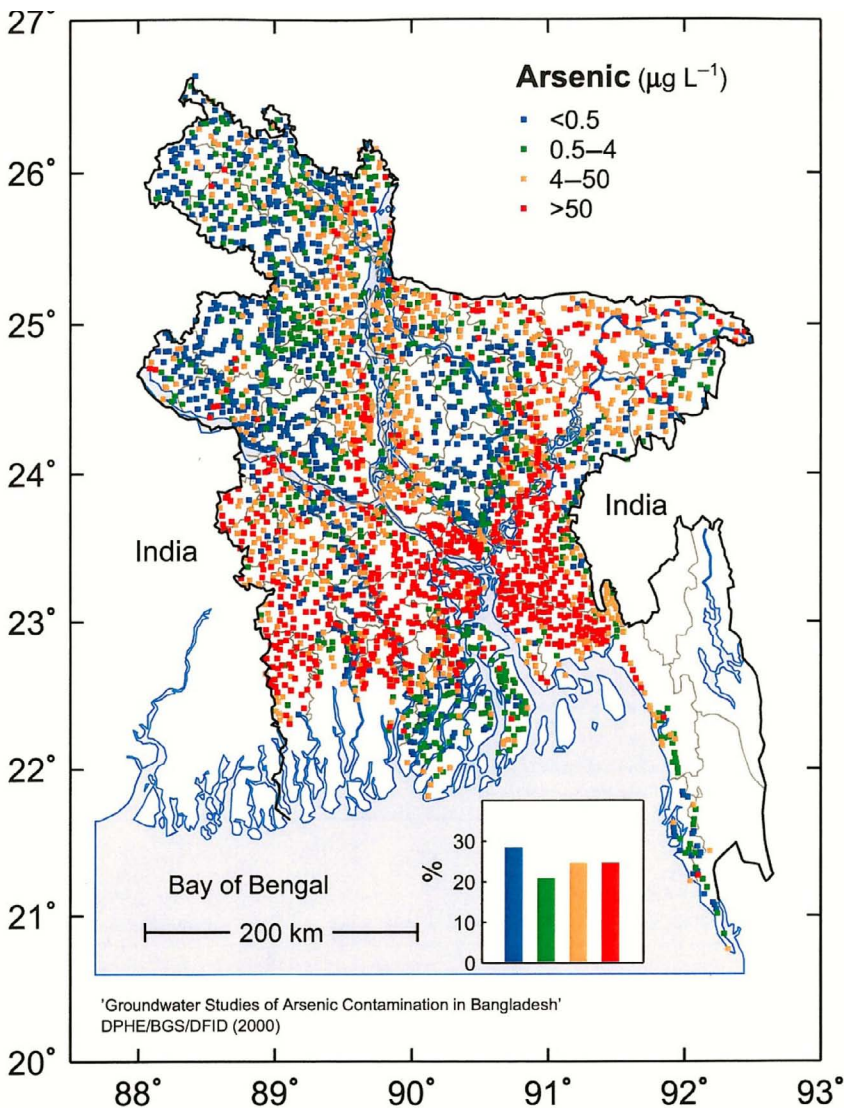 27°
26°
25°
24°
23°
22°
21°
20°
Arsenic (µg L⁻¹)
<0.5
0.5–4
4–50
>50
India
India
Bay of Bengal
200 km
%
30
20
10
0
'Groundwater Studies of Arsenic Contamination in Bangladesh'
DPHE/BGS/DFID (2000)
88° 89° 90° 91° 92° 93°